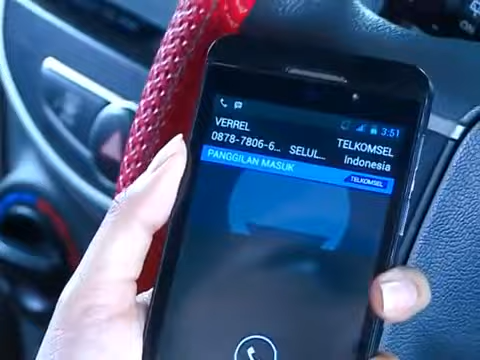 3:51
VERREL TELKOMSEL
0878-7806-6... SELUL... Indonesia
PANGGILAN MASUK TELKOMSEL